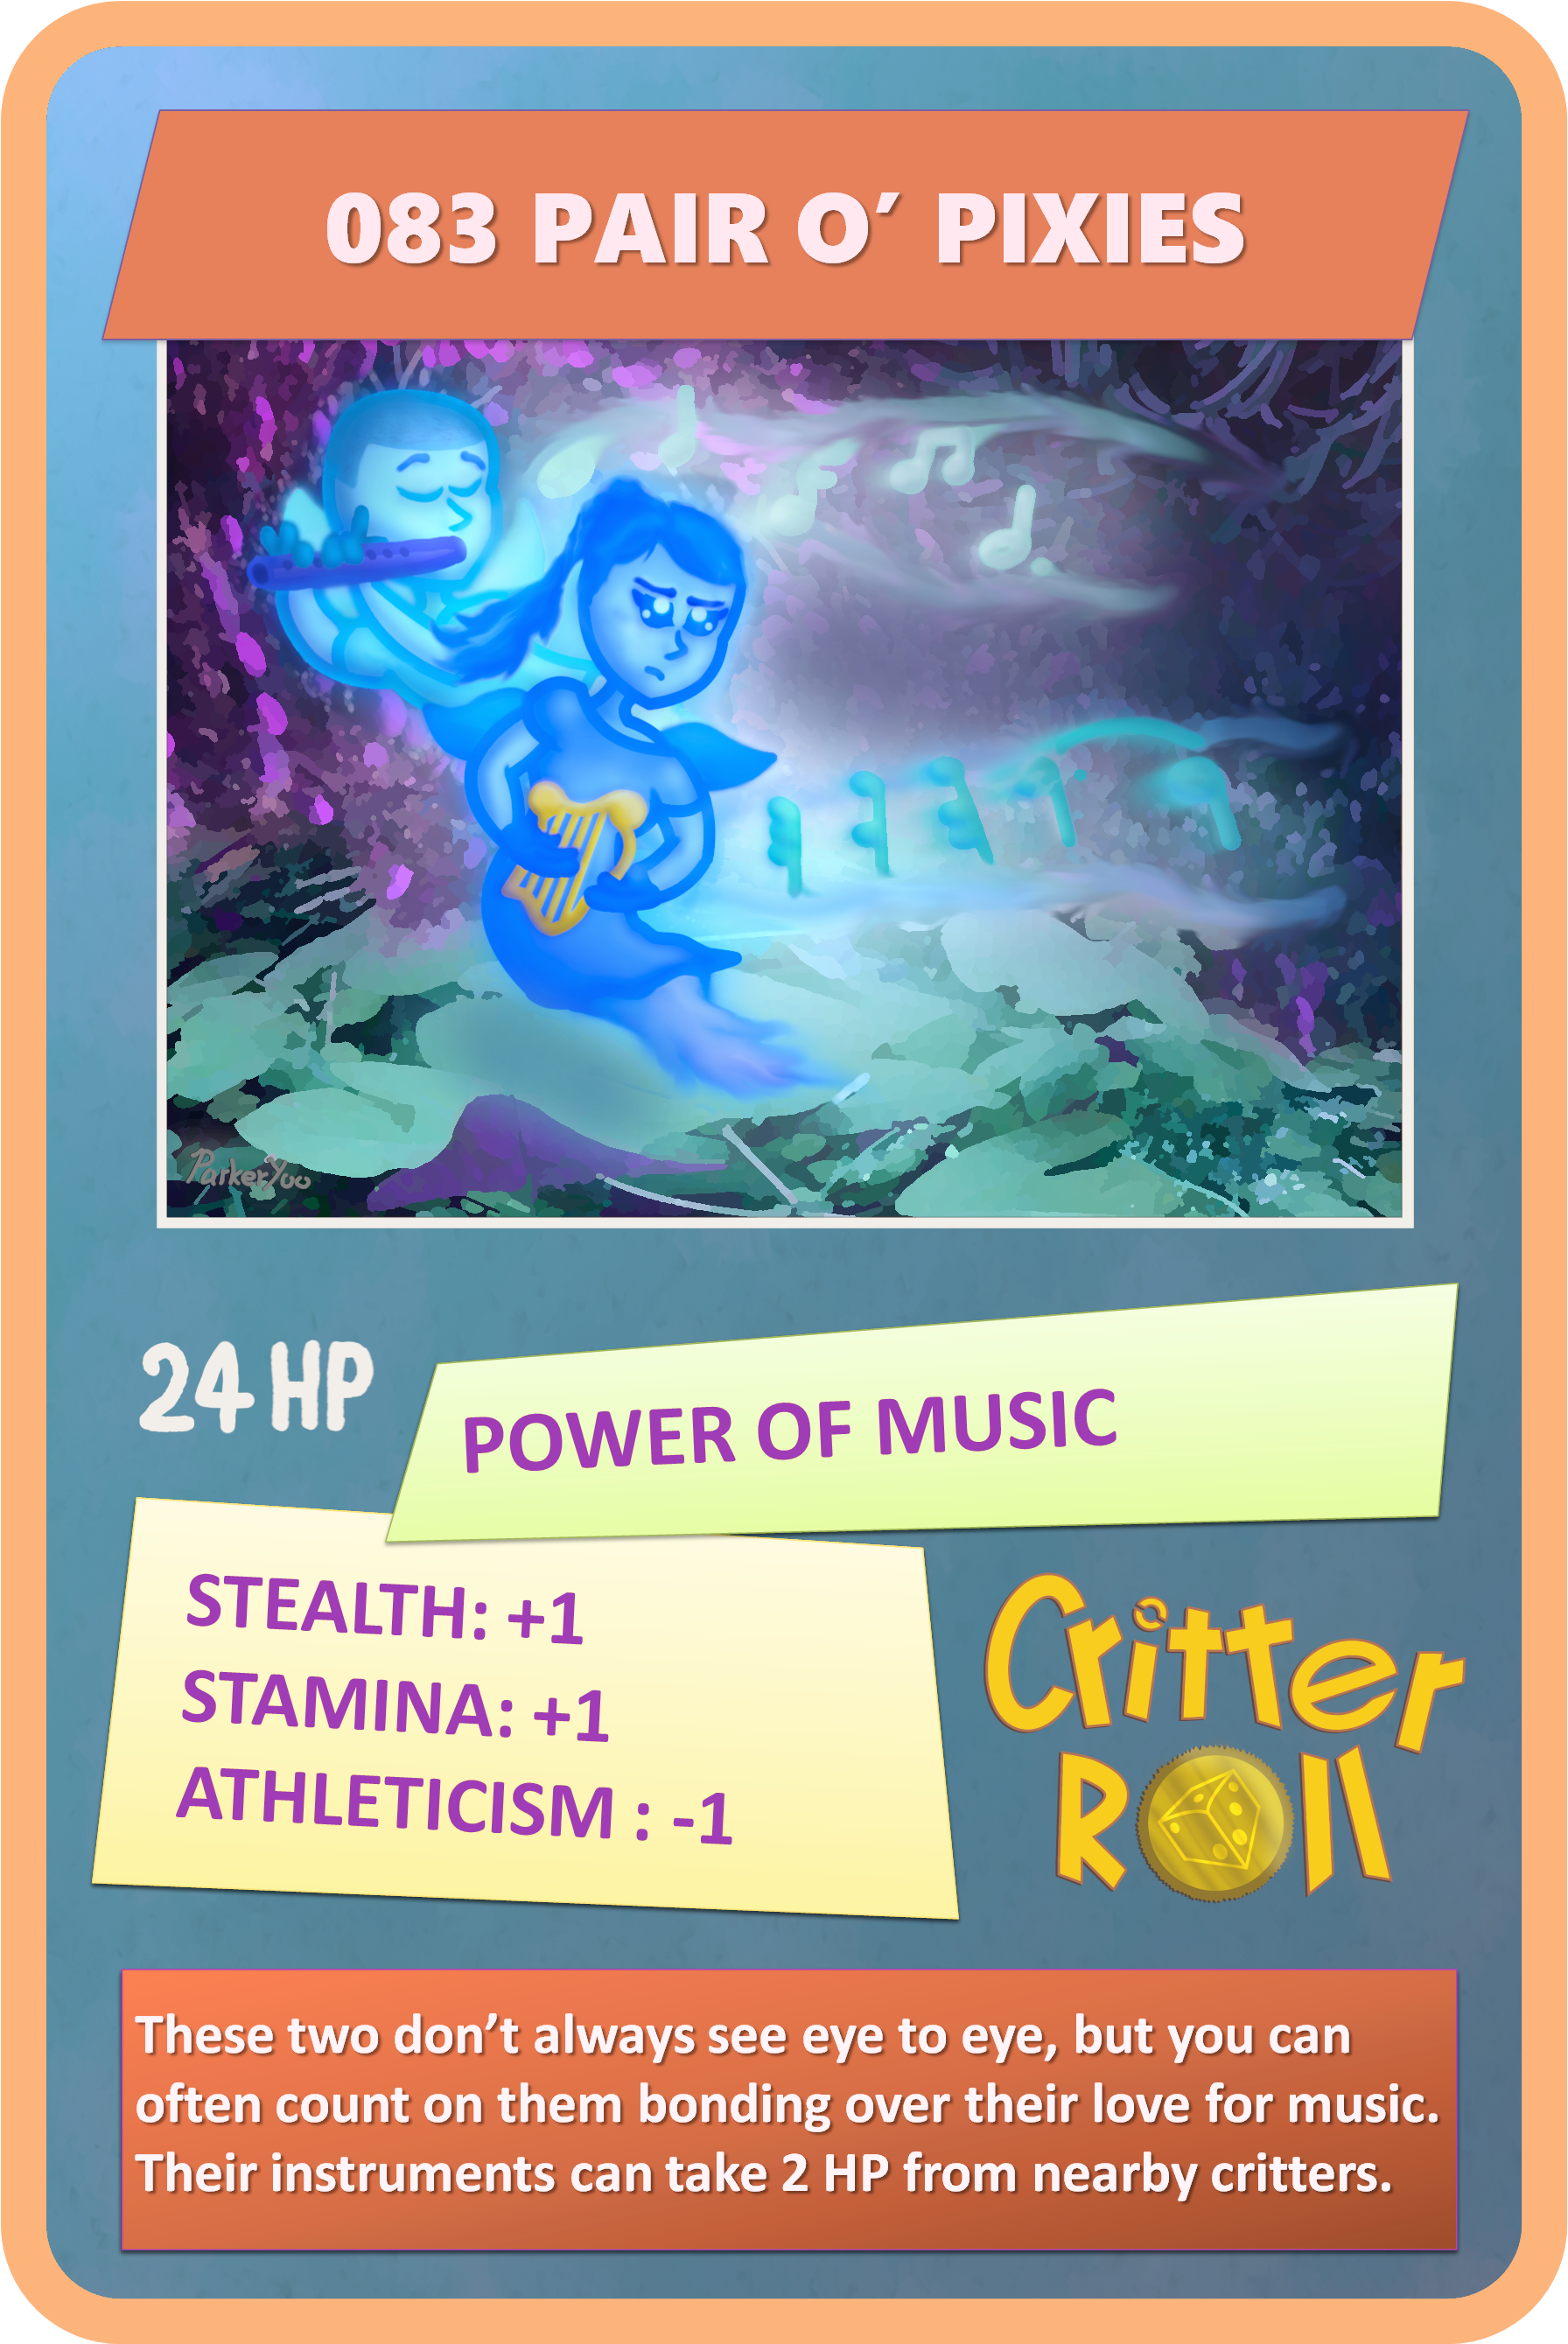 083 PAIR O’ PIXIES
ParkerYoo
24 HP
POWER OF MUSIC
STEALTH: +1
STAMINA: +1
ATHLETICISM : -1
Critter
Roll
These two don’t always see eye to eye, but you can
often count on them bonding over their love for music.
Their instruments can take 2 HP from nearby critters.